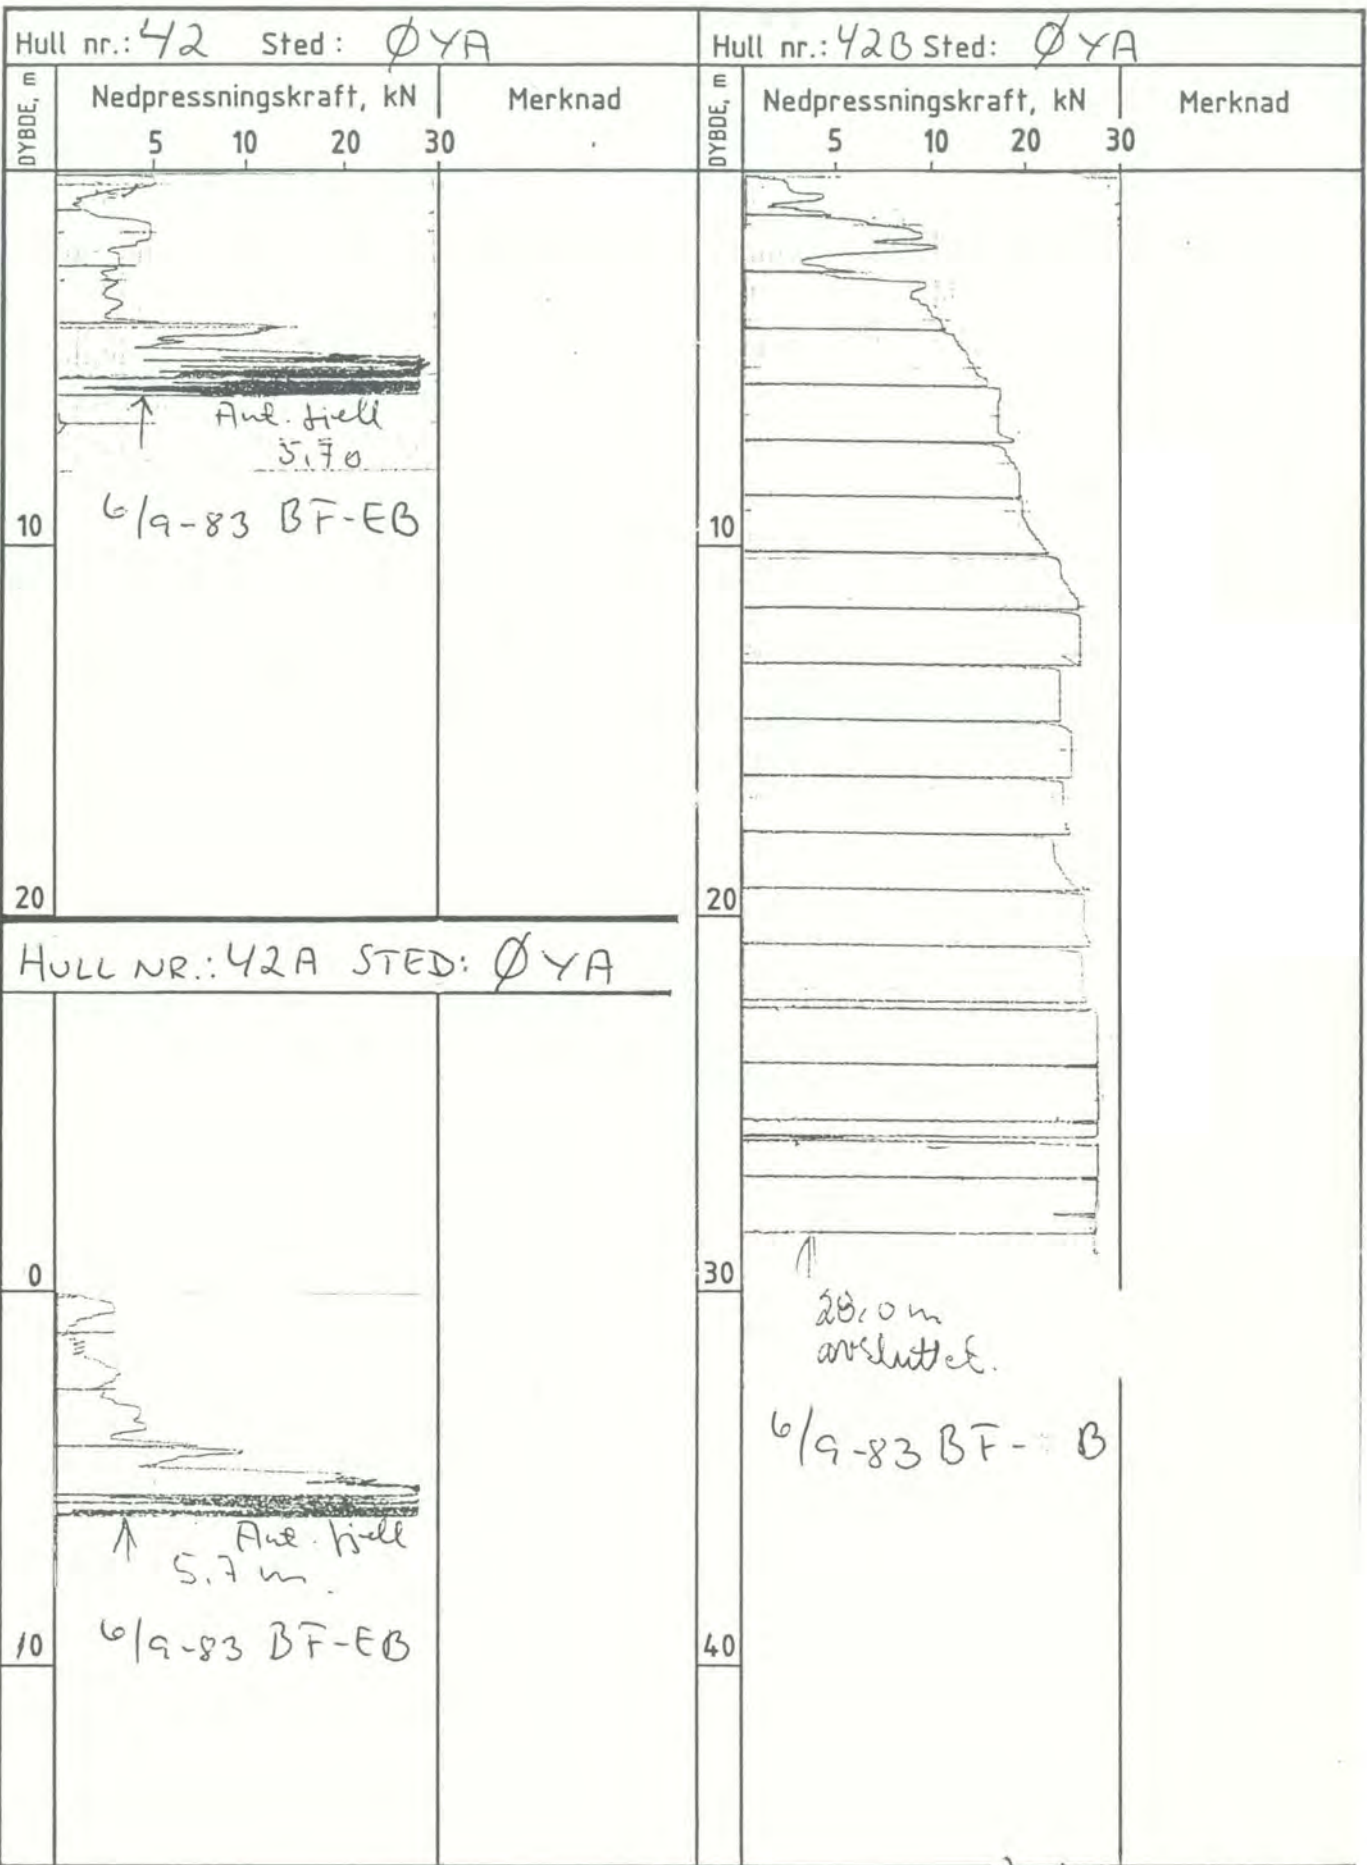 Hull nr.: 42 Sted: ØYA
DYBDE, m
Nedpressningskraft, kN
Merknad
5 10 20 30
Ant. fjell
5.70
6/9-83 BF-EB
10
20
HULL NR.: 42A STED: ØYA
0
Ant. fjell
5.7 m.
6/9-83 BF-EB
10
Hull nr.: 42B Sted: ØYA
DYBDE, m
Nedpressningskraft, kN
Merknad
5 10 20 30
10
20
30
28.0 m
avsluttet.
6/9-83 BF- B
40